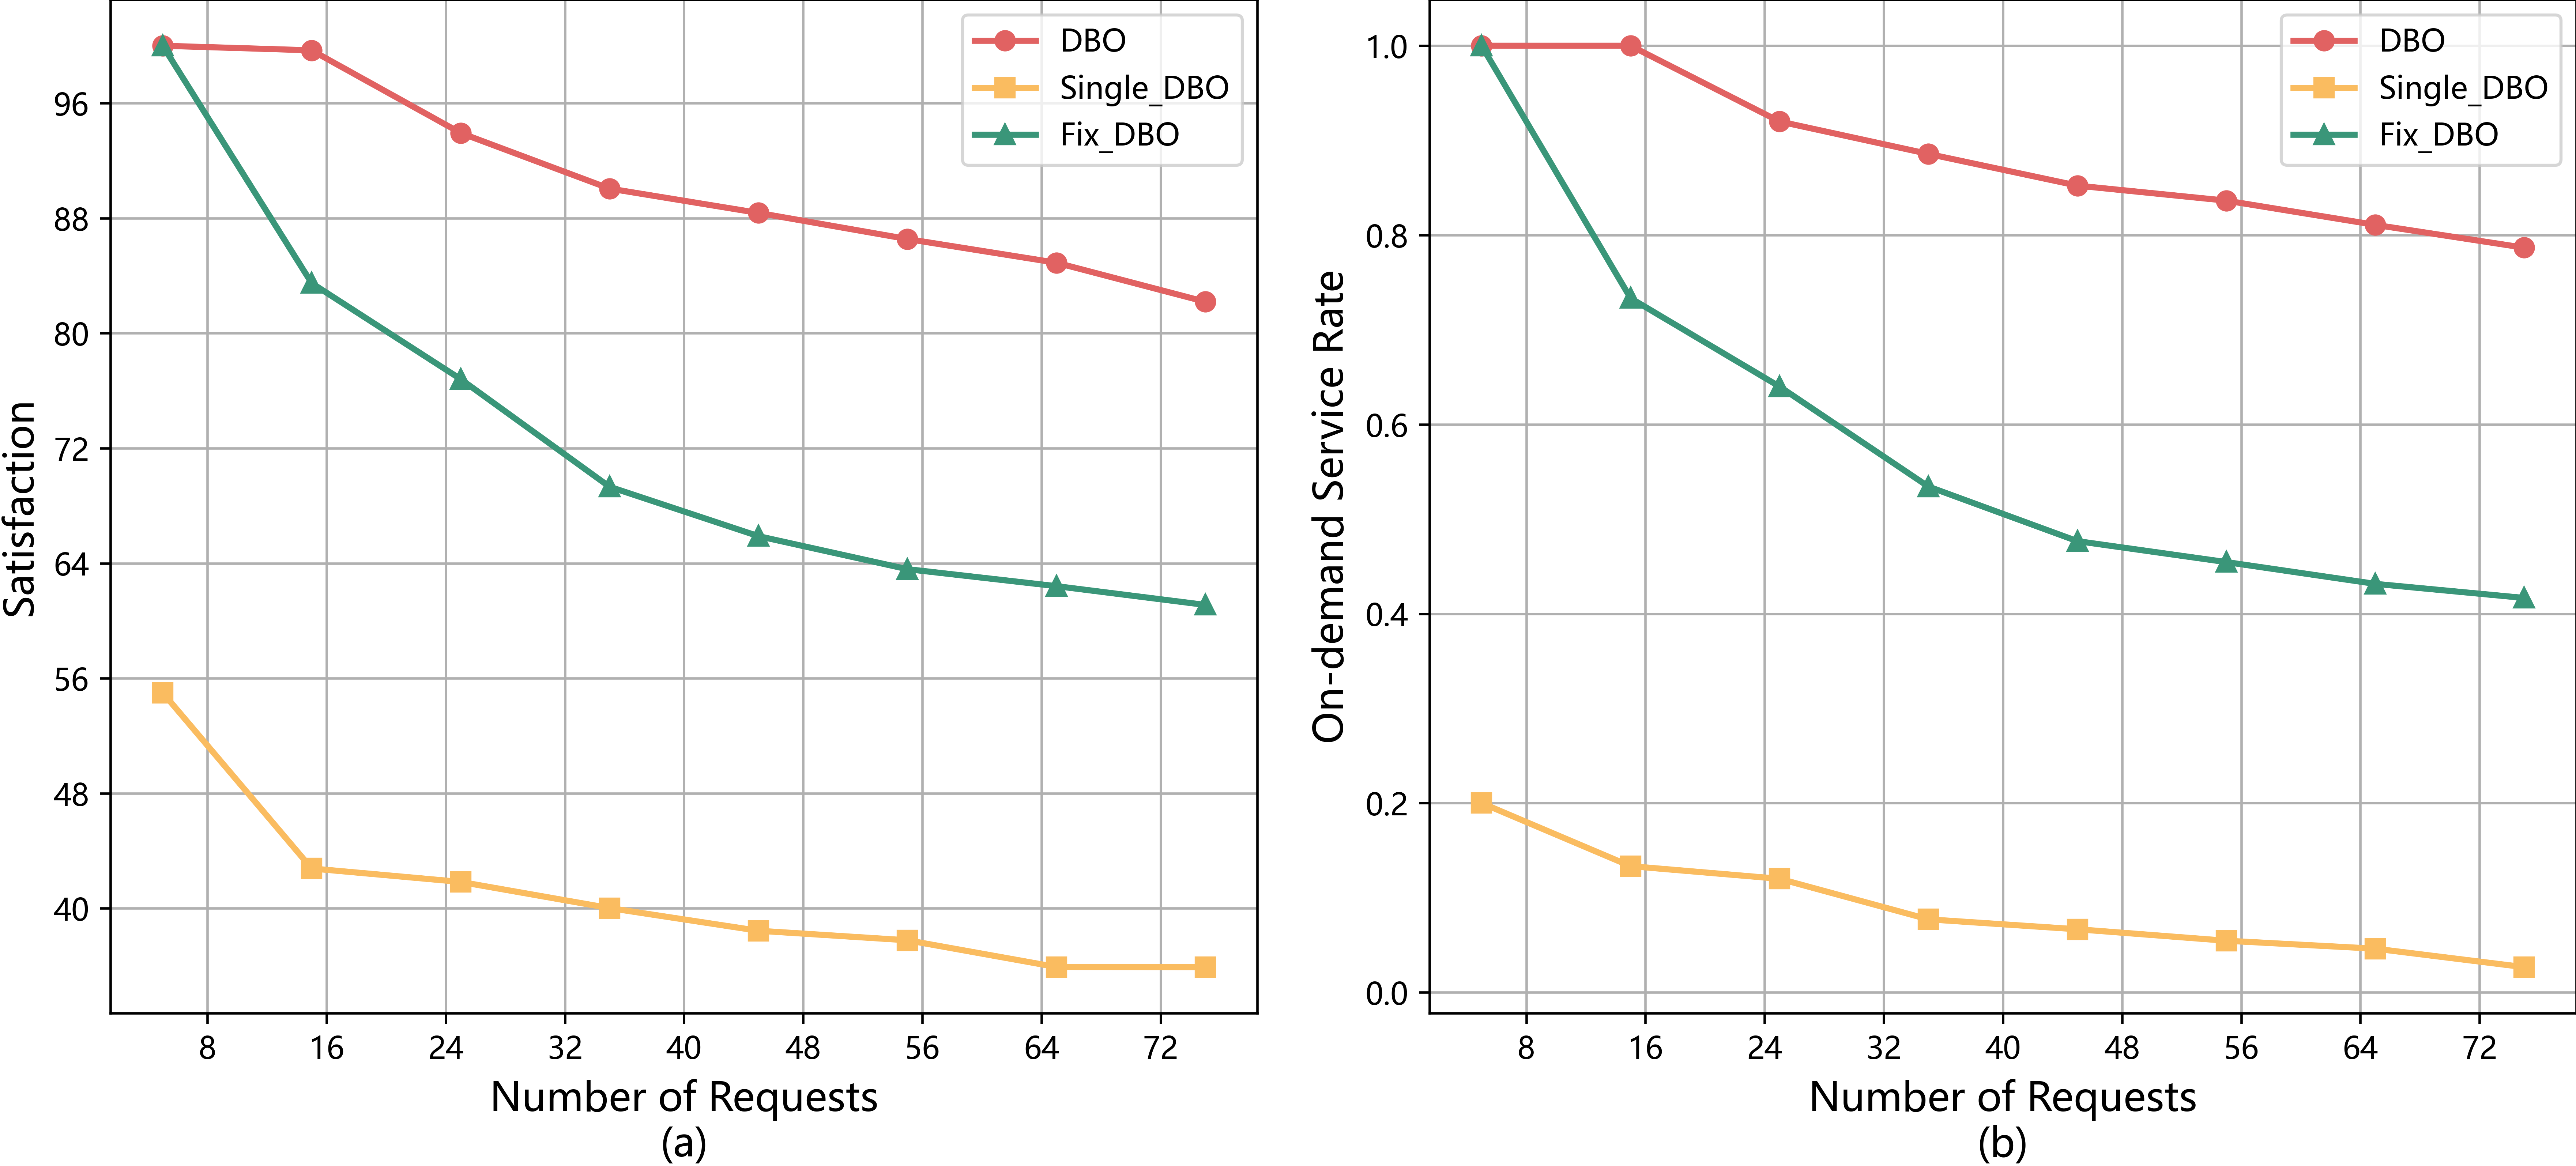 DBO
Single_DBO
Fix_DBO
96
88
80
72
64
56
48
40
Satisfaction
8 16 24 32 40 48 56 64 72
Number of Requests
(a)
DBO
Single_DBO
Fix_DBO
1.0
0.8
0.6
0.4
0.2
0.0
On-demand Service Rate
8 16 24 32 40 48 56 64 72
Number of Requests
(b)